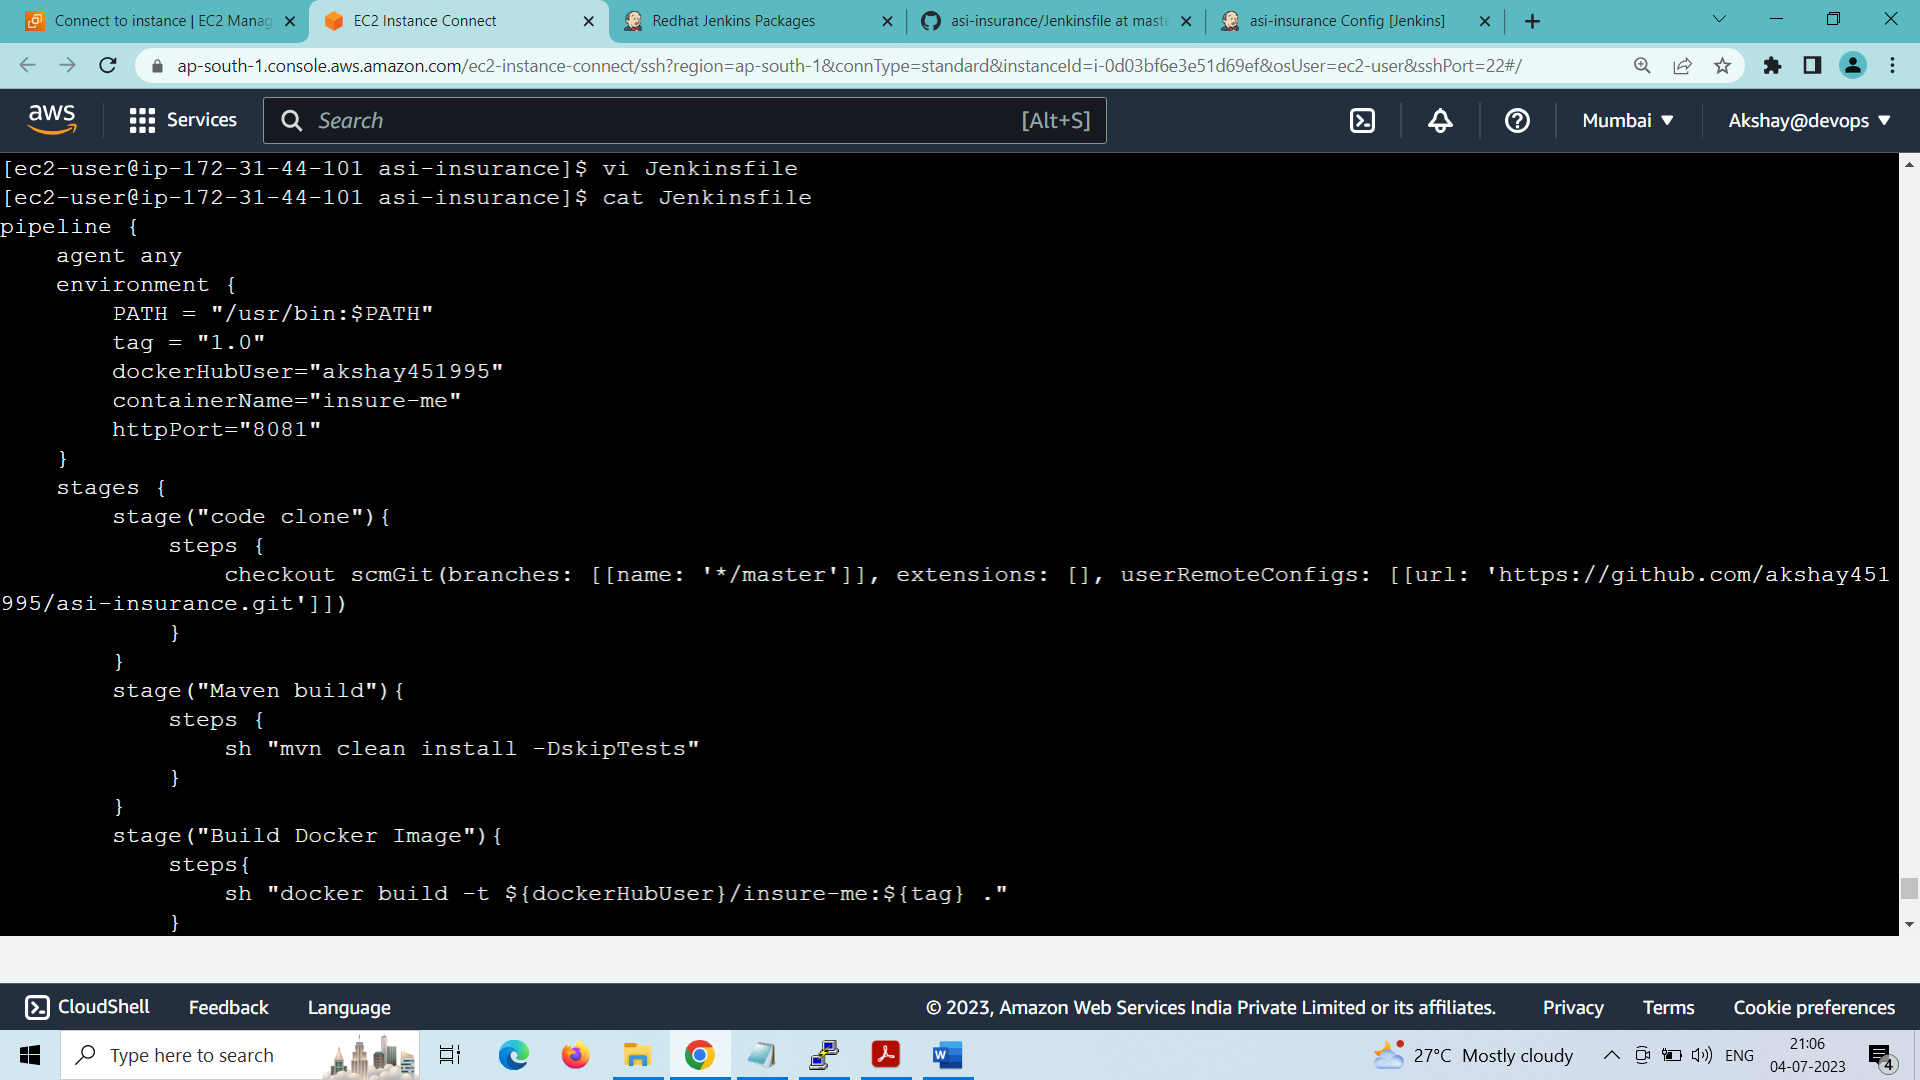 Connect to instance | EC2 Manag
EC2 Instance Connect
Redhat Jenkins Packages
asi-insurance/Jenkinsfile at maste
asi-insurance Config [Jenkins]
ap-south-1.console.aws.amazon.com/ec2-instance-connect/ssh?region=ap-south-1&connType=standard&instanceId=i-0d03bf6e3e51d69ef&osUser=ec2-user&sshPort=22#/
aws
Services
Search
[Alt+S]
Mumbai
Akshay@devops
[ec2-user@ip-172-31-44-101 asi-insurance]$ vi Jenkinsfile
[ec2-user@ip-172-31-44-101 asi-insurance]$ cat Jenkinsfile
pipeline {
    agent any
    environment {
        PATH = "/usr/bin:$PATH"
        tag = "1.0"
        dockerHubUser="akshay451995"
        containerName="insure-me"
        httpPort="8081"
    }
    stages {
        stage("code clone"){
            steps {
                checkout scmGit(branches: [[name: '*/master']], extensions: [], userRemoteConfigs: [[url: 'https://github.com/akshay451
995/asi-insurance.git']])
            }
        }
        stage("Maven build"){
            steps {
                sh "mvn clean install -DskipTests"
            }
        }
        stage("Build Docker Image"){
            steps{
                sh "docker build -t ${dockerHubUser}/insure-me:${tag} ."
            }
CloudShell
Feedback
Language
© 2023, Amazon Web Services India Private Limited or its affiliates.
Privacy
Terms
Cookie preferences
Type here to search
27°C Mostly cloudy
ENG
21:06
04-07-2023
4